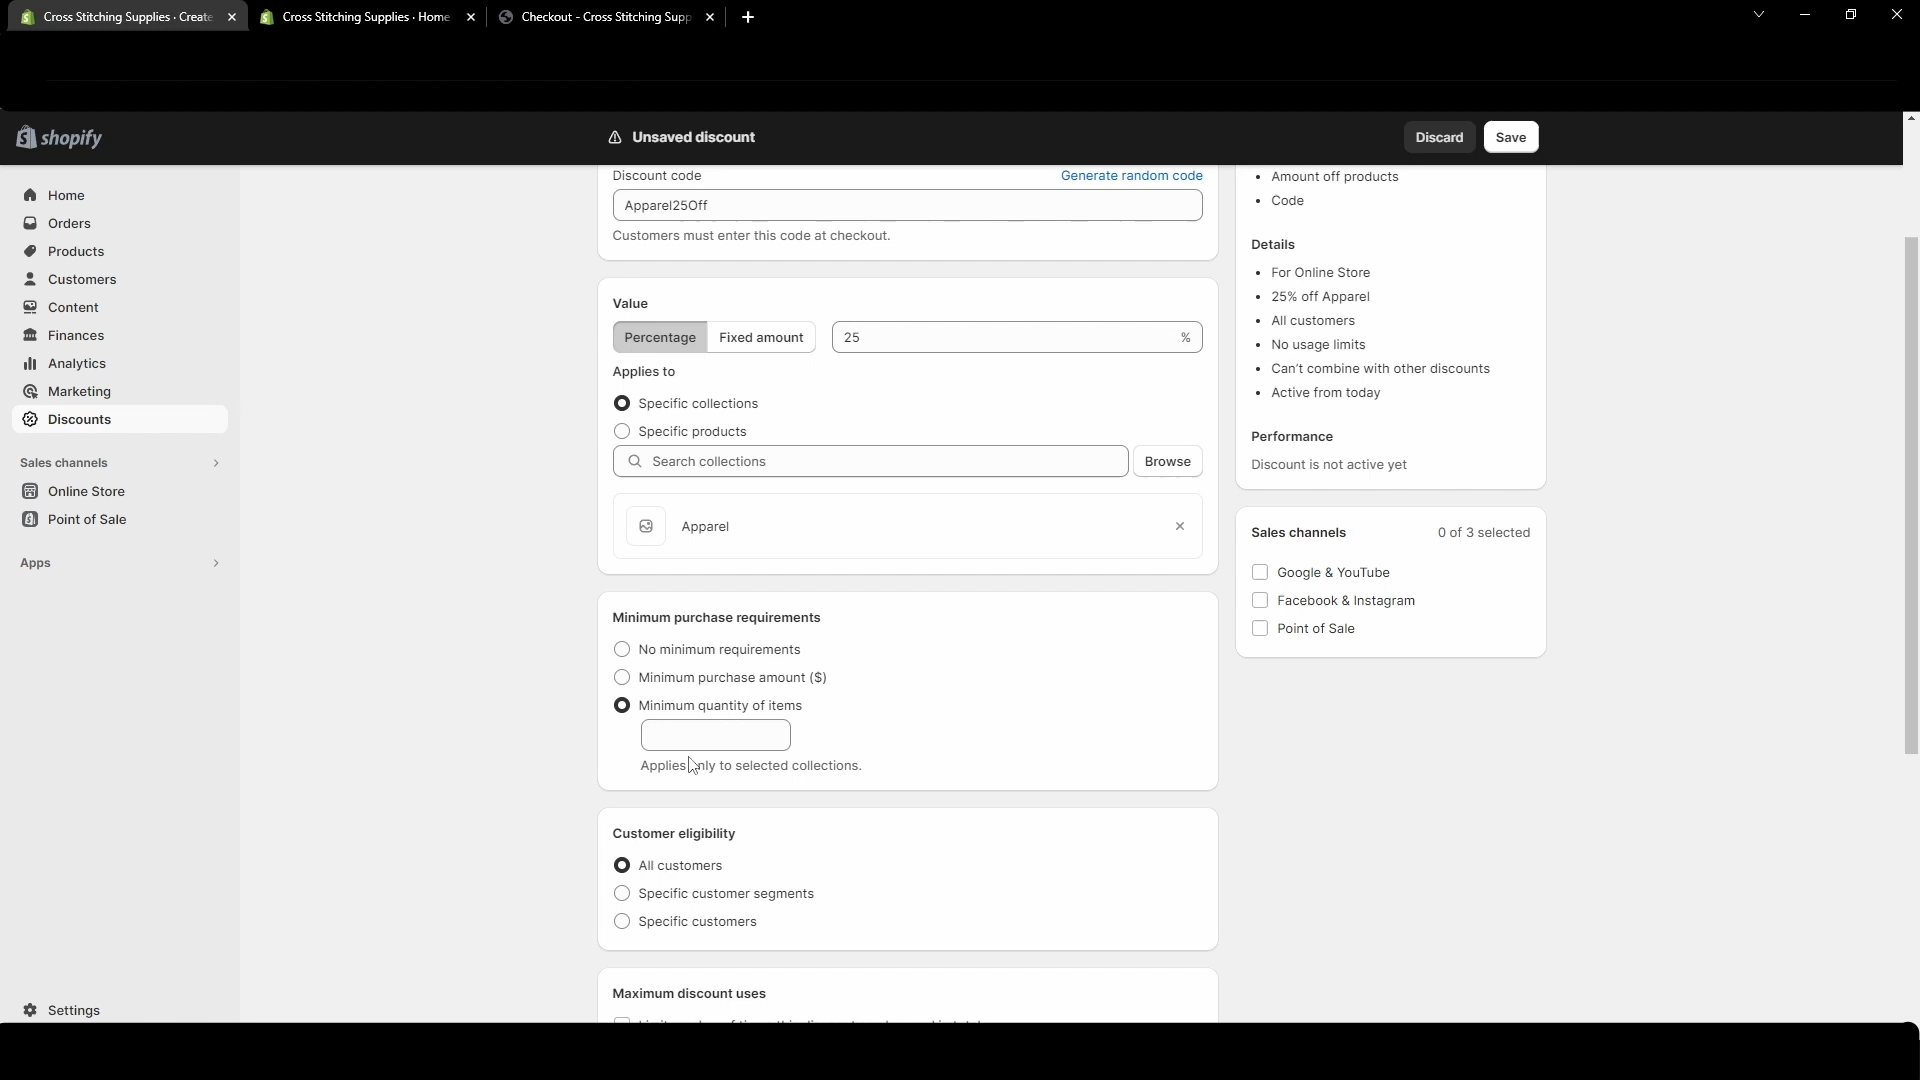 Cross Stitching Supplies · Create
Cross Stitching Supplies · Home
Checkout - Cross Stitching Supp
shopify
Unsaved discount
Discard
Save
Home
Orders
Products
Customers
Content
Finances
Analytics
Marketing
Discounts
Sales channels
Online Store
Point of Sale
Apps
Settings
Discount code
Generate random code
Apparel25Off
Customers must enter this code at checkout.
Value
Percentage
Fixed amount
25 %
Applies to
Specific collections
Specific products
Search collections
Browse
Apparel
Minimum purchase requirements
No minimum requirements
Minimum purchase amount ($)
Minimum quantity of items
Applies only to selected collections.
Customer eligibility
All customers
Specific customer segments
Specific customers
Maximum discount uses
Amount off products
Code
Details
For Online Store
25% off Apparel
All customers
No usage limits
Can't combine with other discounts
Active from today
Performance
Discount is not active yet
Sales channels
0 of 3 selected
Google & YouTube
Facebook & Instagram
Point of Sale